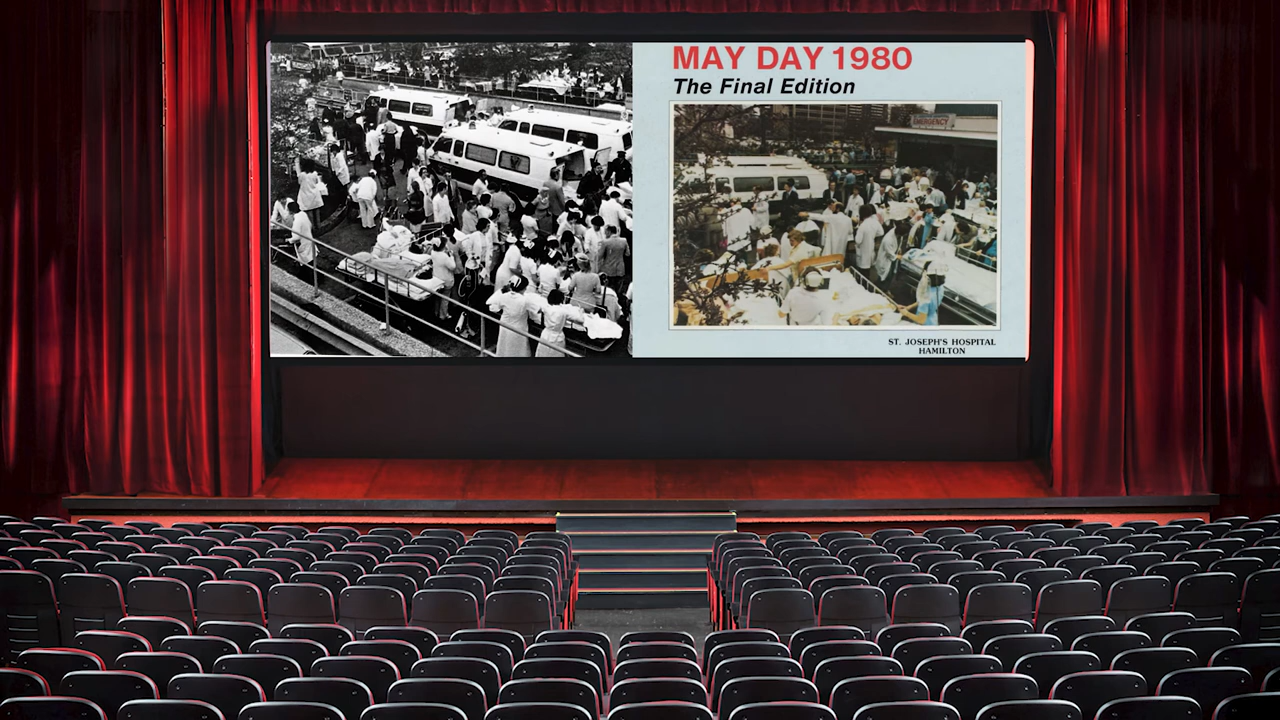 MAY DAY 1980
The Final Edition
EMERGENCY
ST. JOSEPH'S HOSPITAL
HAMILTON